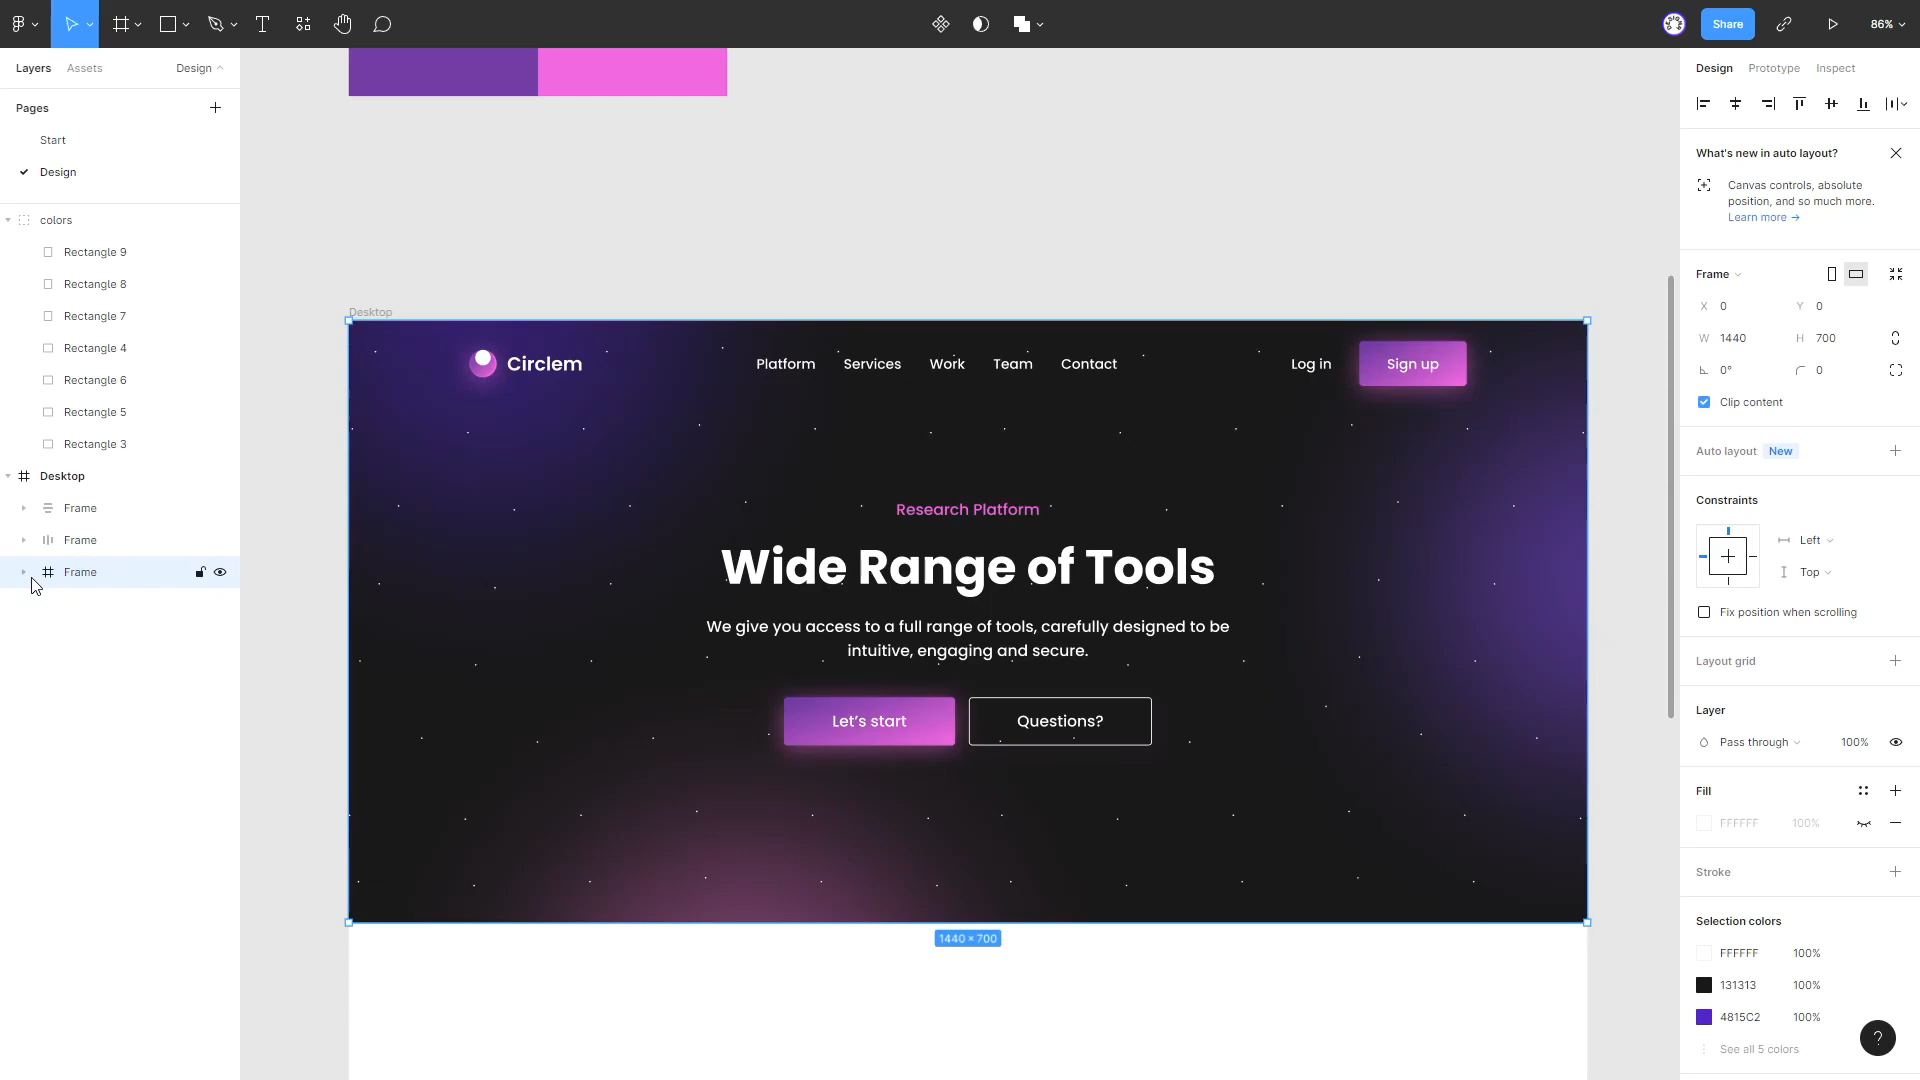 Share
86%
Layers
Assets
Design
Pages
Start
Design
colors
Rectangle 9
Rectangle 8
Rectangle 7
Rectangle 4
Rectangle 6
Rectangle 5
Rectangle 3
Desktop
Frame
Frame
Frame
Desktop
Circlem
Platform
Services
Work
Team
Contact
Log in
Sign up
Research Platform
Wide Range of Tools
We give you access to a full range of tools, carefully designed to be
intuitive, engaging and secure.
Let’s start
Questions?
1440 × 700
Design
Prototype
Inspect
What's new in auto layout?
Canvas controls, absolute
position, and so much more.
Learn more →
Frame
X 0
Y 0
W 1440
H 700
0°
0
Clip content
Auto layout
New
Constraints
Left
Top
Fix position when scrolling
Layout grid
Layer
Pass through
100%
Fill
FFFFFF
100%
Stroke
Selection colors
FFFFFF
100%
131313
100%
4815C2
100%
See all 5 colors
?